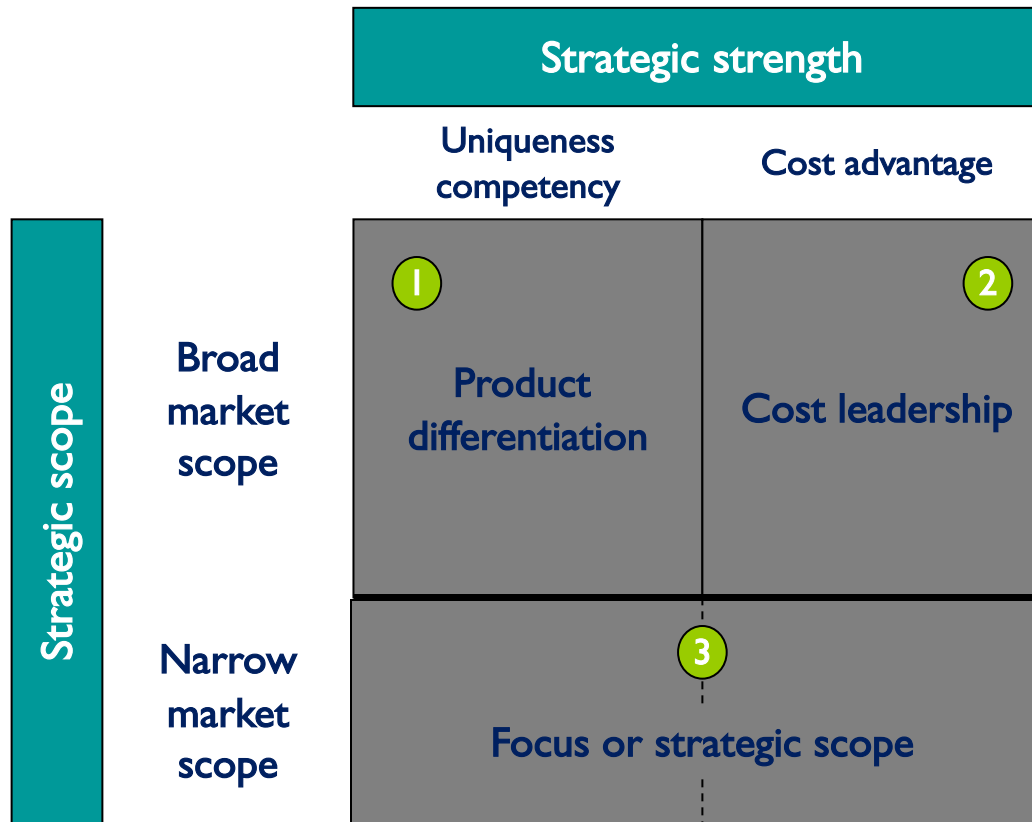 Strategic strength
Uniqueness
competency
Cost advantage
Strategic scope
Broad
market
scope
1
Product
differentiation
2
Cost leadership
Narrow
market
scope
3
Focus or strategic scope